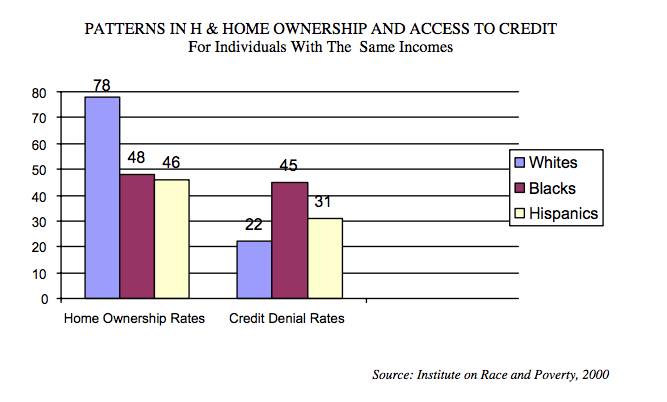 PATTERNS IN H & HOME OWNERSHIP AND ACCESS TO CREDIT
For Individuals With The Same Incomes
78
48
46
45
31
22
80
70
60
50
40
30
20
10
0
Home Ownership Rates
Credit Denial Rates
Whites
Blacks
Hispanics
Source: Institute on Race and Poverty, 2000